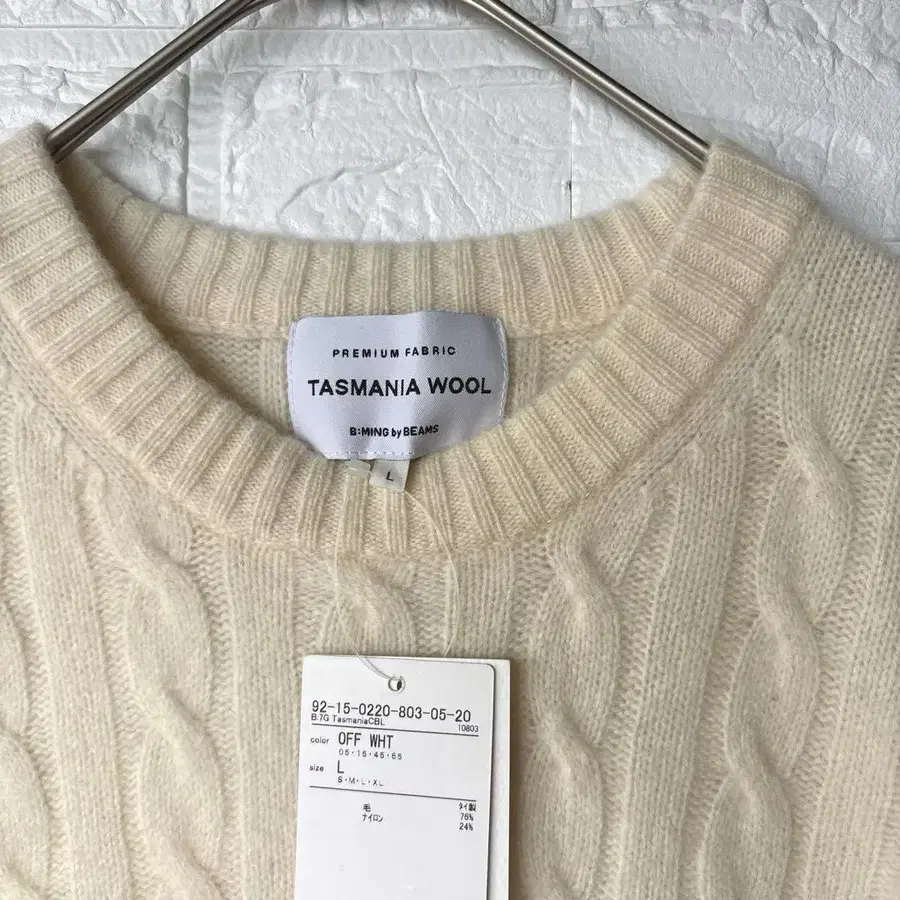 PREMIUM FABRIC
TASMANIA WOOL
B:MING by BEAMS
L
92-15-0220-803-05-20
B:7G TasmaniaCBL 10803
color OFF WHT
05・15・45・65
size L
S・M・L・XL
タイ製
毛 76%
ナイロン 24%